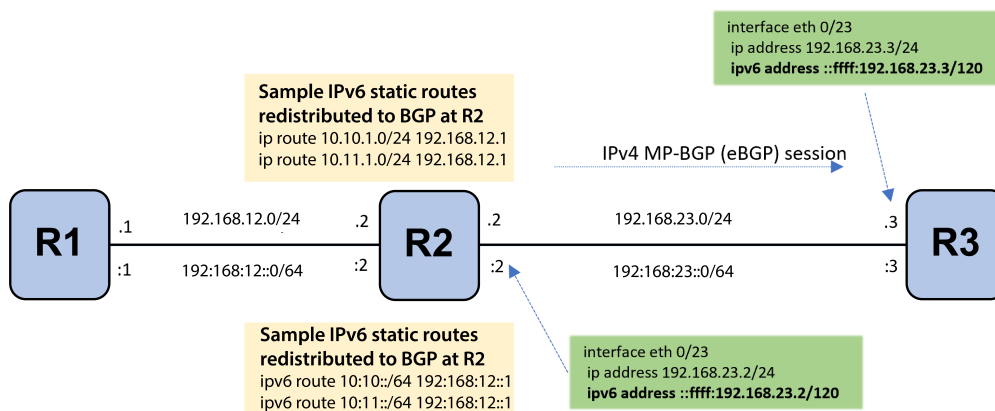 interface eth 0/23
ip address 192.168.23.3/24
ipv6 address ::ffff:192.168.23.3/120
Sample IPv6 static routes
redistributed to BGP at R2
ip route 10.10.1.0/24 192.168.12.1
ip route 10.11.1.0/24 192.168.12.1
IPv4 MP-BGP (eBGP) session
R1
.1
192.168.12.0/24
.2
R2
.2
192.168.23.0/24
.3
R3
:1
192:168:12::0/64
:2
:2
192:168:23::0/64
:3
Sample IPv6 static routes
redistributed to BGP at R2
ipv6 route 10:10::/64 192:168:12::1
ipv6 route 10:11::/64 192:168:12::1
interface eth 0/23
ip address 192.168.23.2/24
ipv6 address ::ffff:192.168.23.2/120